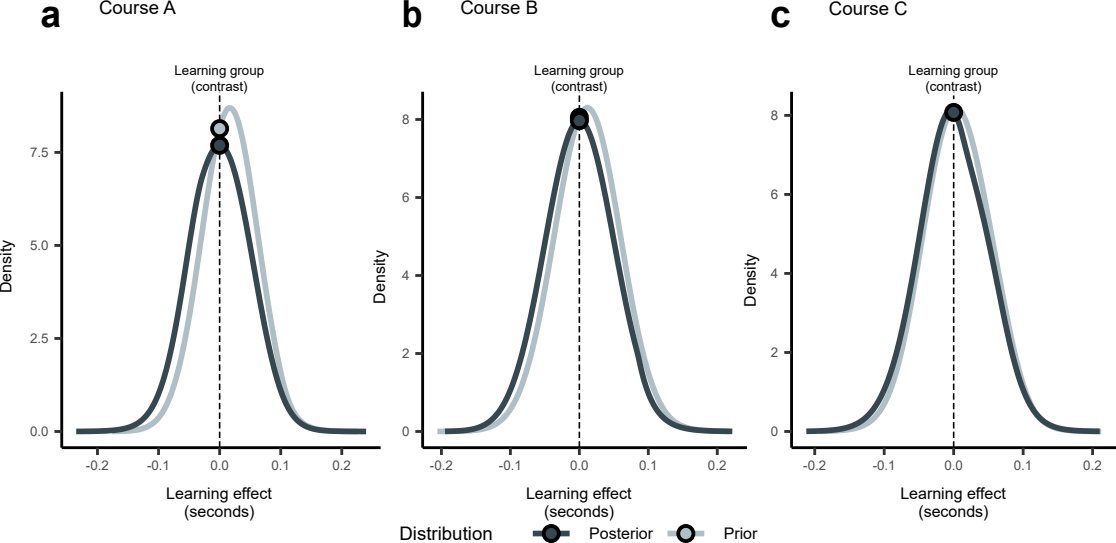 a Course A
b Course B
c Course C
Learning group
(contrast)
Learning group
(contrast)
Learning group
(contrast)
Density
7.5
5.0
2.5
0.0
-0.2 -0.1 0.0 0.1 0.2
Learning effect
(seconds)
Density
8
6
4
2
0
-0.2 -0.1 0.0 0.1 0.2
Learning effect
(seconds)
Density
8
6
4
2
0
-0.2 -0.1 0.0 0.1 0.2
Learning effect
(seconds)
Distribution Posterior Prior